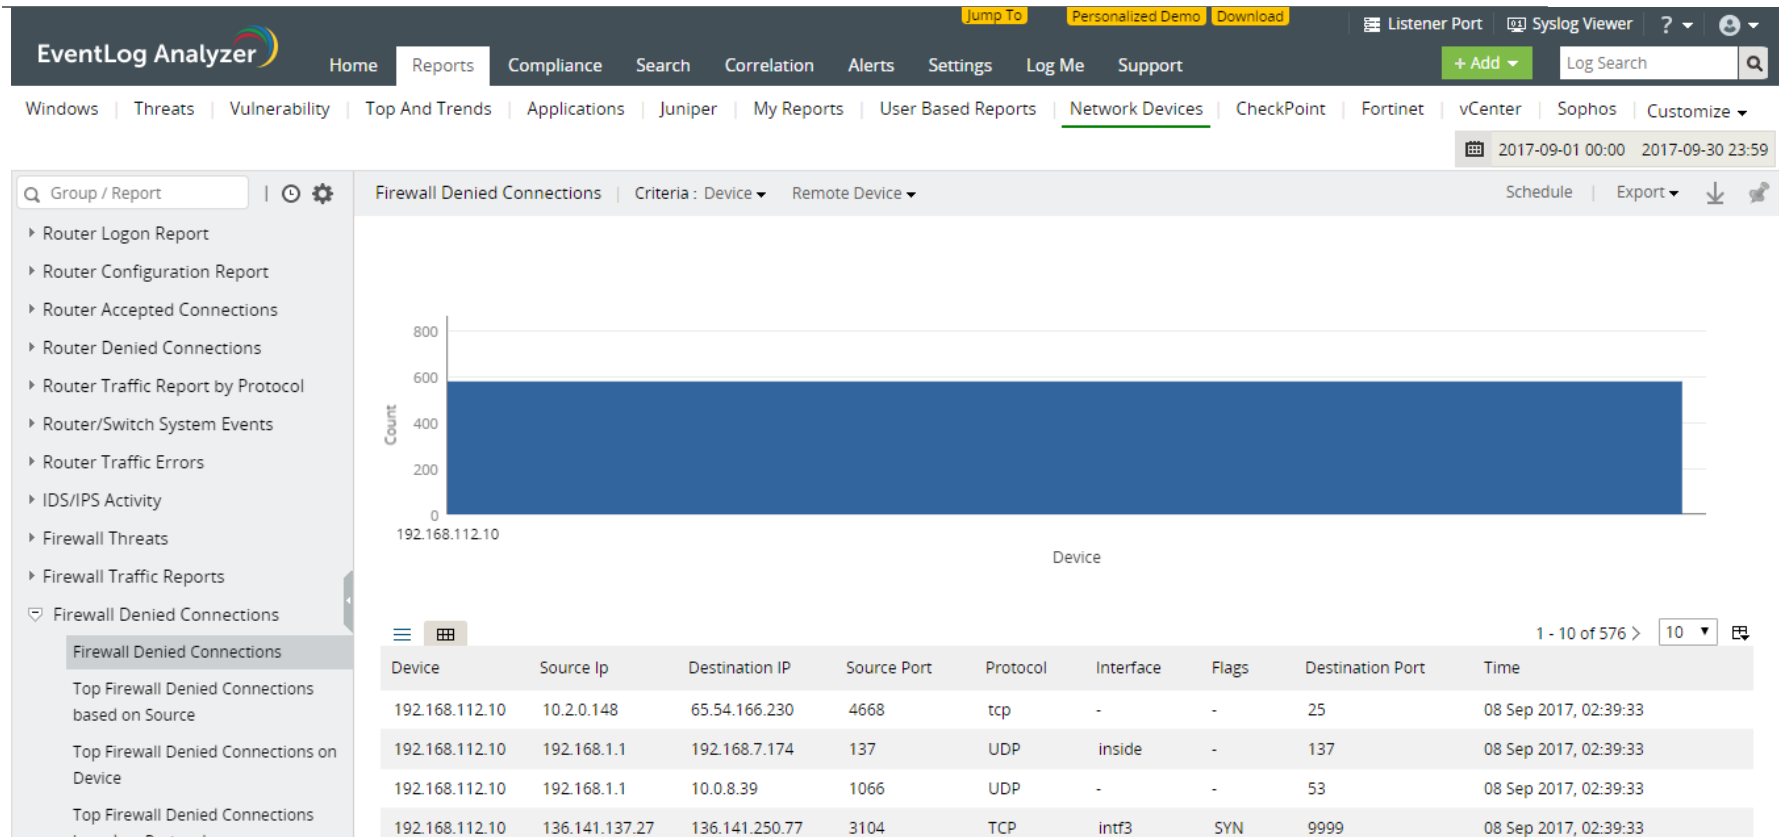 Jump To Personalized Demo Download Listener Port Syslog Viewer ?
EventLog Analyzer Home Reports Compliance Search Correlation Alerts Settings Log Me Support + Add Log Search
Windows Threats Vulnerability Top And Trends Applications Juniper My Reports User Based Reports Network Devices CheckPoint Fortinet vCenter Sophos Customize
2017-09-01 00:00 2017-09-30 23:59
Group / Report Firewall Denied Connections Criteria : Device Remote Device Schedule Export
Router Logon Report
Router Configuration Report
Router Accepted Connections
Router Denied Connections
Router Traffic Report by Protocol
Router/Switch System Events
Router Traffic Errors
IDS/IPS Activity
Firewall Threats
Firewall Traffic Reports
Firewall Denied Connections
Firewall Denied Connections
Top Firewall Denied Connections
based on Source
Top Firewall Denied Connections on
Device
Top Firewall Denied Connections
800
600
400
200
0
Count
192.168.112.10
Device
1 - 10 of 576 > 10
Device Source Ip Destination IP Source Port Protocol Interface Flags Destination Port Time
192.168.112.10 10.2.0.148 65.54.166.230 4668 tcp - - 25 08 Sep 2017, 02:39:33
192.168.112.10 192.168.1.1 192.168.7.174 137 UDP inside - 137 08 Sep 2017, 02:39:33
192.168.112.10 192.168.1.1 10.0.8.39 1066 UDP - - 53 08 Sep 2017, 02:39:33
192.168.112.10 136.141.137.27 136.141.250.77 3104 TCP intf3 SYN 9999 08 Sep 2017, 02:39:33